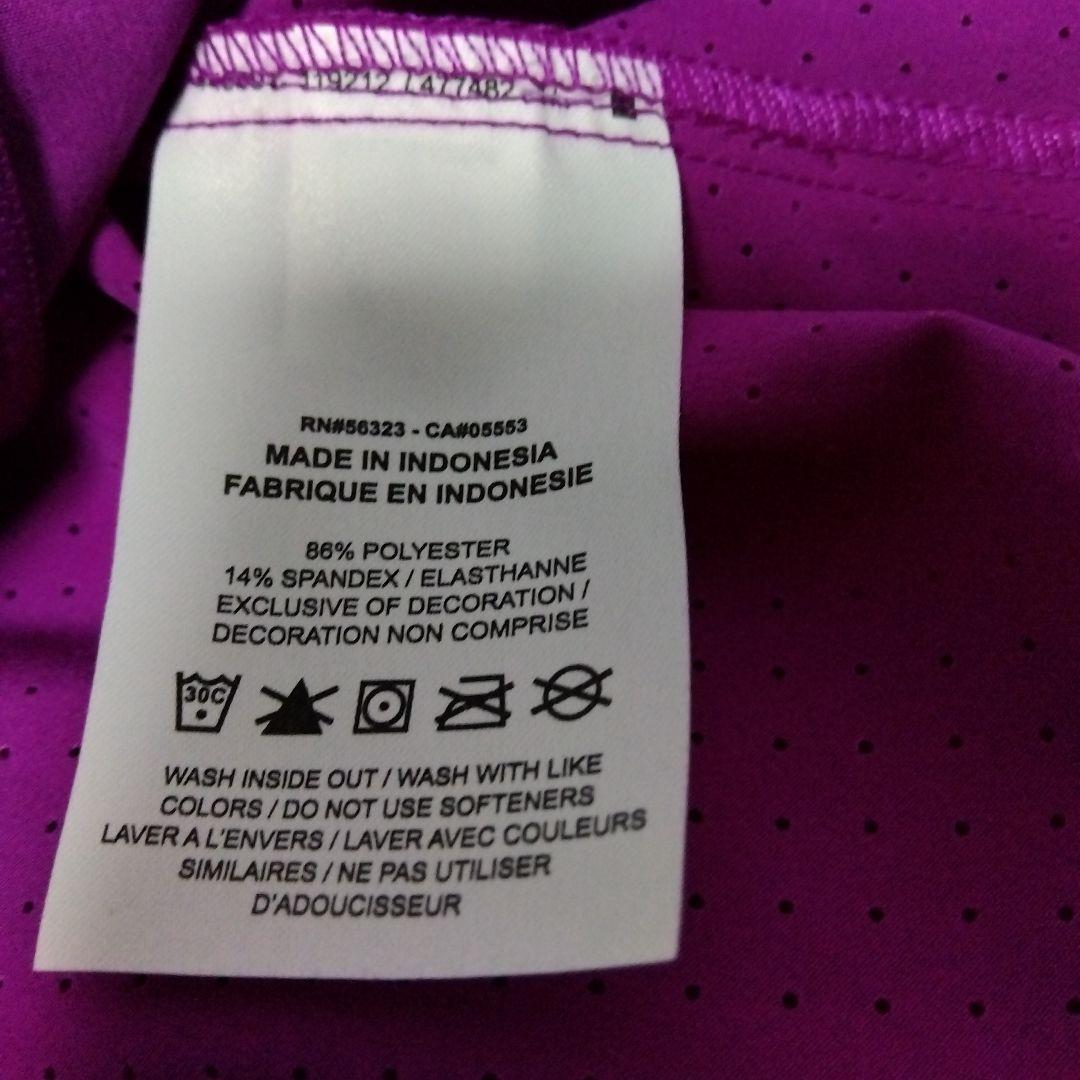 119212 / 477482
RN#56323 - CA#05553
MADE IN INDONESIA
FABRIQUE EN INDONESIE
86% POLYESTER
14% SPANDEX / ELASTHANNE
EXCLUSIVE OF DECORATION /
DECORATION NON COMPRISE
30C
WASH INSIDE OUT / WASH WITH LIKE
COLORS / DO NOT USE SOFTENERS
LAVER A L'ENVERS / LAVER AVEC COULEURS
SIMILAIRES / NE PAS UTILISER
D'ADOUCISSEUR